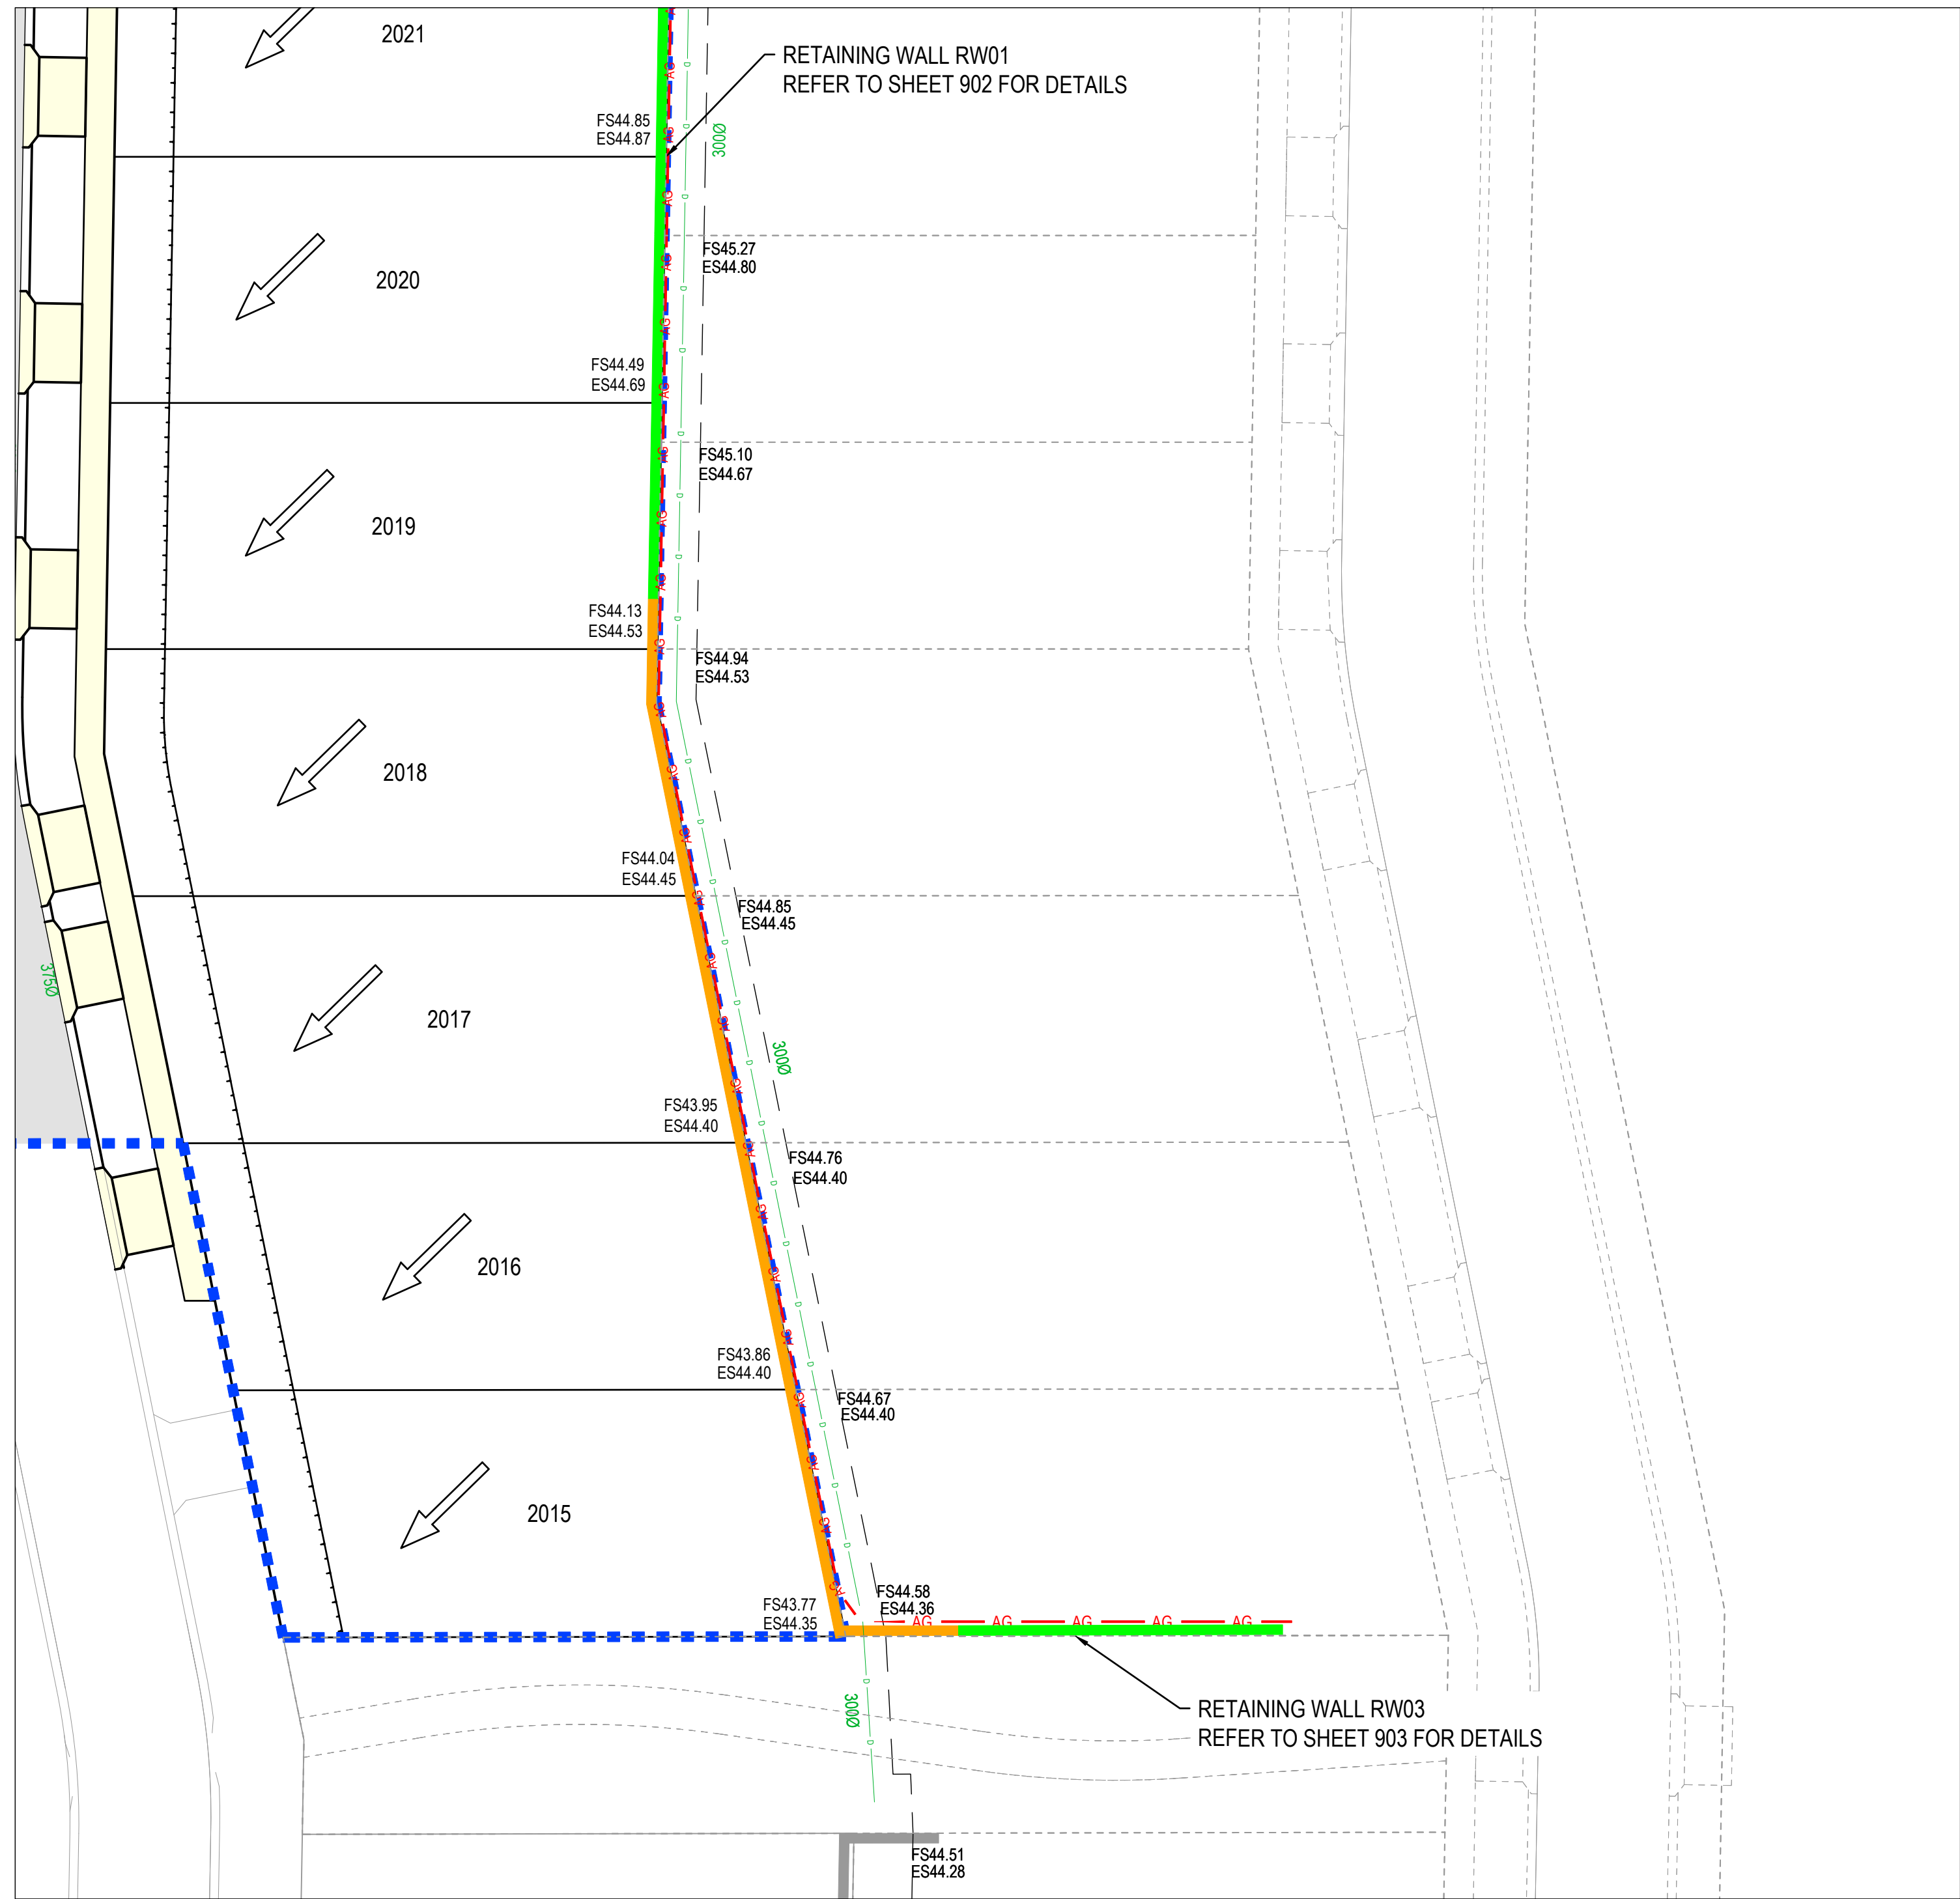 2021
RETAINING WALL RW01
REFER TO SHEET 902 FOR DETAILS
FS44.85
ES44.87
300Ø
2020
FS45.27
ES44.80
FS44.49
ES44.69
FS45.10
ES44.67
2019
FS44.13
ES44.53
FS44.94
ES44.53
2018
FS44.04
ES44.45
FS44.85
ES44.45
375Ø
2017
300Ø
FS43.95
ES44.40
FS44.76
ES44.40
2016
FS43.86
ES44.40
FS44.67
ES44.40
2015
FS43.77
ES44.35
FS44.58
ES44.36
AG AG AG AG AG
300Ø
RETAINING WALL RW03
REFER TO SHEET 903 FOR DETAILS
FS44.51
ES44.28